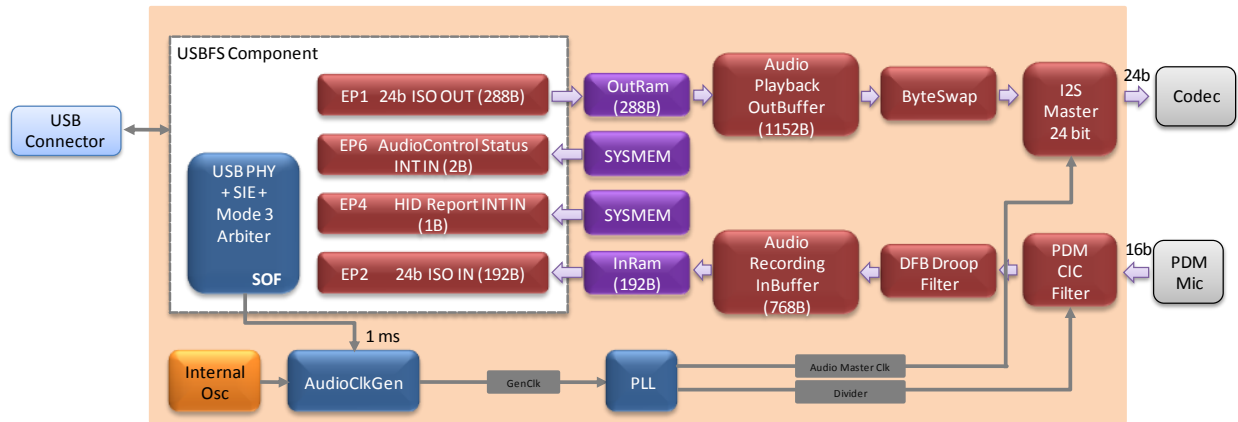 USBFS Component
EP1 24b ISO OUT (288B)
OutRam
(288B)
Audio
Playback
OutBuffer
(1152B)
ByteSwap
I2S
Master
24 bit
24b
Codec
USB
Connector
EP6 AudioControl Status
INT IN (2B)
SYSMEM
USB PHY
+ SIE +
Mode 3
Arbiter
SOF
EP4 HID Report INT IN
(1B)
SYSMEM
EP2 24b ISO IN (192B)
InRam
(192B)
Audio
Recording
InBuffer
(768B)
DFB Droop
Filter
PDM
CIC
Filter
16b
PDM
Mic
1 ms
Internal
Osc
AudioClkGen
GenClk
PLL
Audio Master Clk
Divider